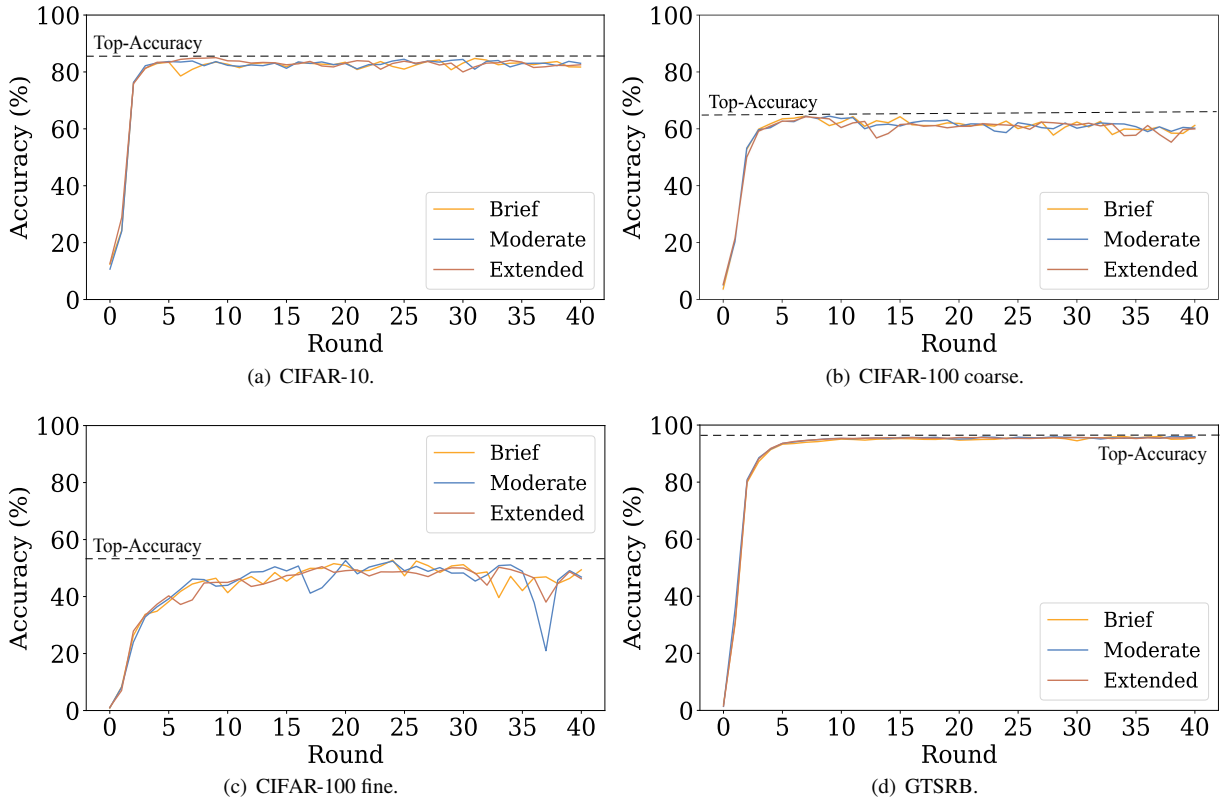 100
80
60
40
20
0
Accuracy (%)
Top-Accuracy
Brief
Moderate
Extended
0 5 10 15 20 25 30 35 40
Round
(a) CIFAR-10.
100
80
60
40
20
0
Accuracy (%)
Top-Accuracy
Brief
Moderate
Extended
0 5 10 15 20 25 30 35 40
Round
(b) CIFAR-100 coarse.
100
80
60
40
20
0
Accuracy (%)
Brief
Moderate
Extended
Top-Accuracy
0 5 10 15 20 25 30 35 40
Round
(c) CIFAR-100 fine.
100
80
60
40
20
0
Accuracy (%)
Top-Accuracy
Brief
Moderate
Extended
0 5 10 15 20 25 30 35 40
Round
(d) GTSRB.